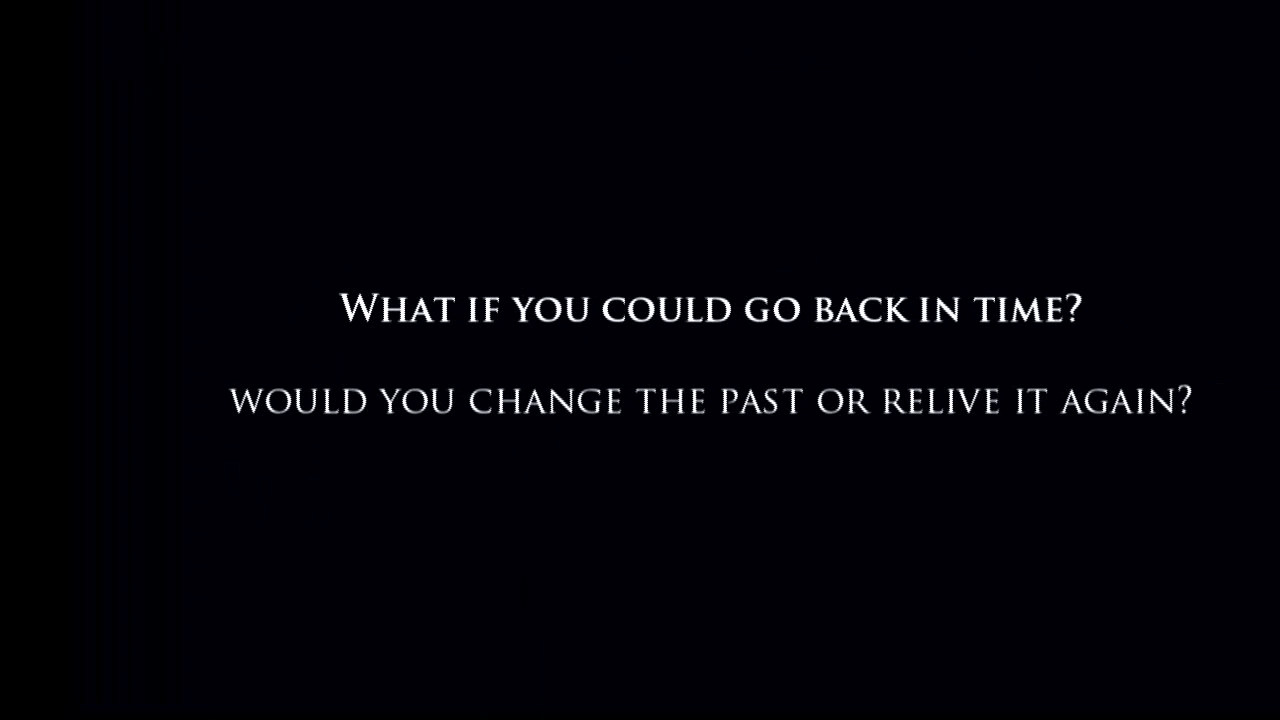 What if you could go back in time?
would you change the past or relive it again?